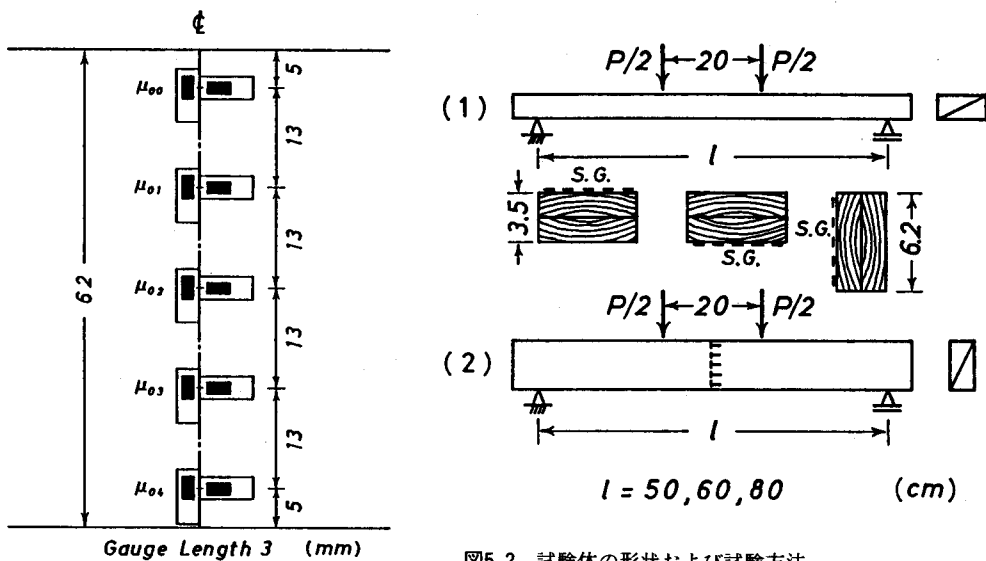 ℄
5
μ₀₀
13
μ₀₁
13
62
μ₀₂
13
μ₀₃
13
μ₀₄
5
Gauge Length 3 (mm)
P/2 20 P/2
(1)
l
S.G.
3.5
S.G.
S.G.
6.2
P/2 20 P/2
(2)
l
l = 50,60,80 (cm)
図5.2 試験体の形状および試験方法